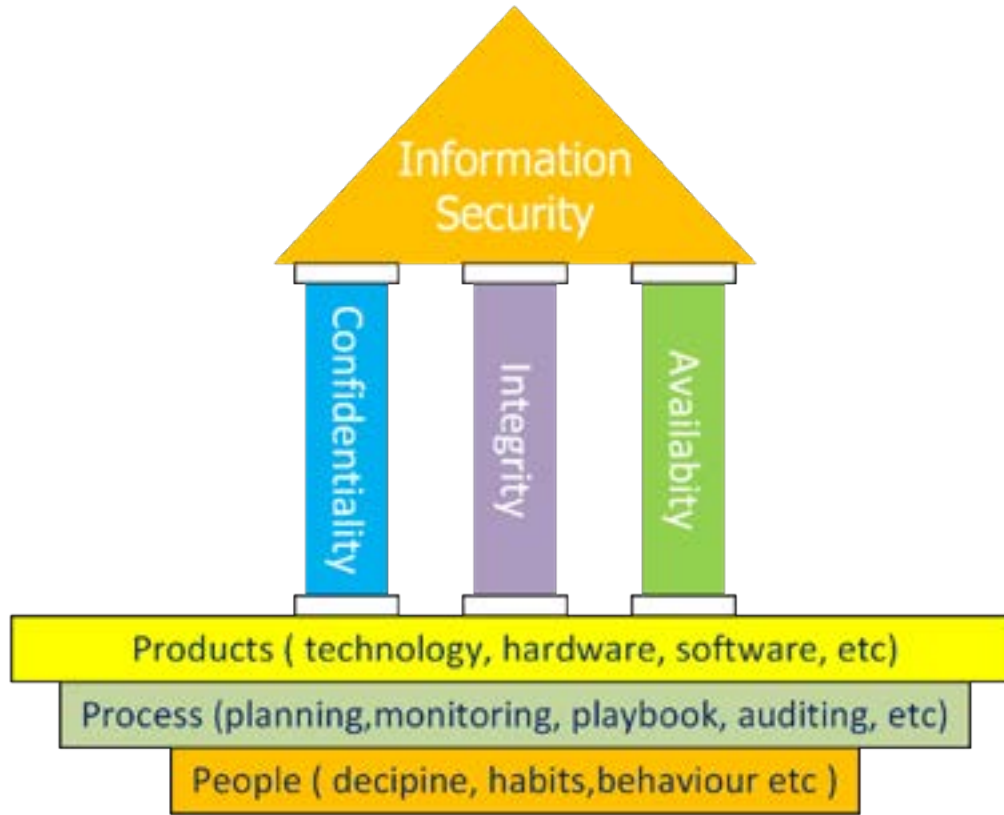 Information
Security
Confidentiality
Integrity
Availabity
Products ( technology, hardware, software, etc)
Process (planning,monitoring, playbook, auditing, etc)
People ( decipine, habits,behaviour etc )